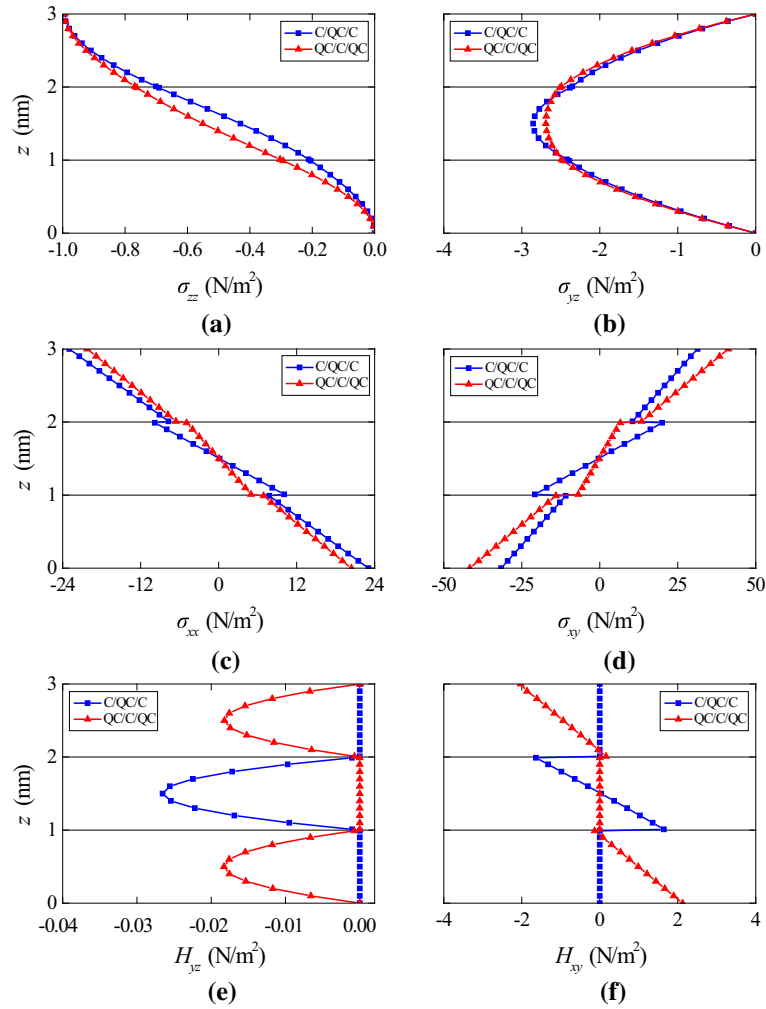 3
2
1
0
z (nm)
C/QC/C
QC/C/QC
-1.0 -0.8 -0.6 -0.4 -0.2 0.0
σzz (N/m²)
(a)
C/QC/C
QC/C/QC
-4 -3 -2 -1 0
σyz (N/m²)
(b)
3
2
1
0
z (nm)
C/QC/C
QC/C/QC
-24 -12 0 12 24
σxx (N/m²)
(c)
C/QC/C
QC/C/QC
-50 -25 0 25 50
σxy (N/m²)
(d)
3
2
1
0
z (nm)
C/QC/C
QC/C/QC
-0.04 -0.03 -0.02 -0.01 0.00
Hyz (N/m²)
(e)
C/QC/C
QC/C/QC
-4 -2 0 2 4
Hxy (N/m²)
(f)